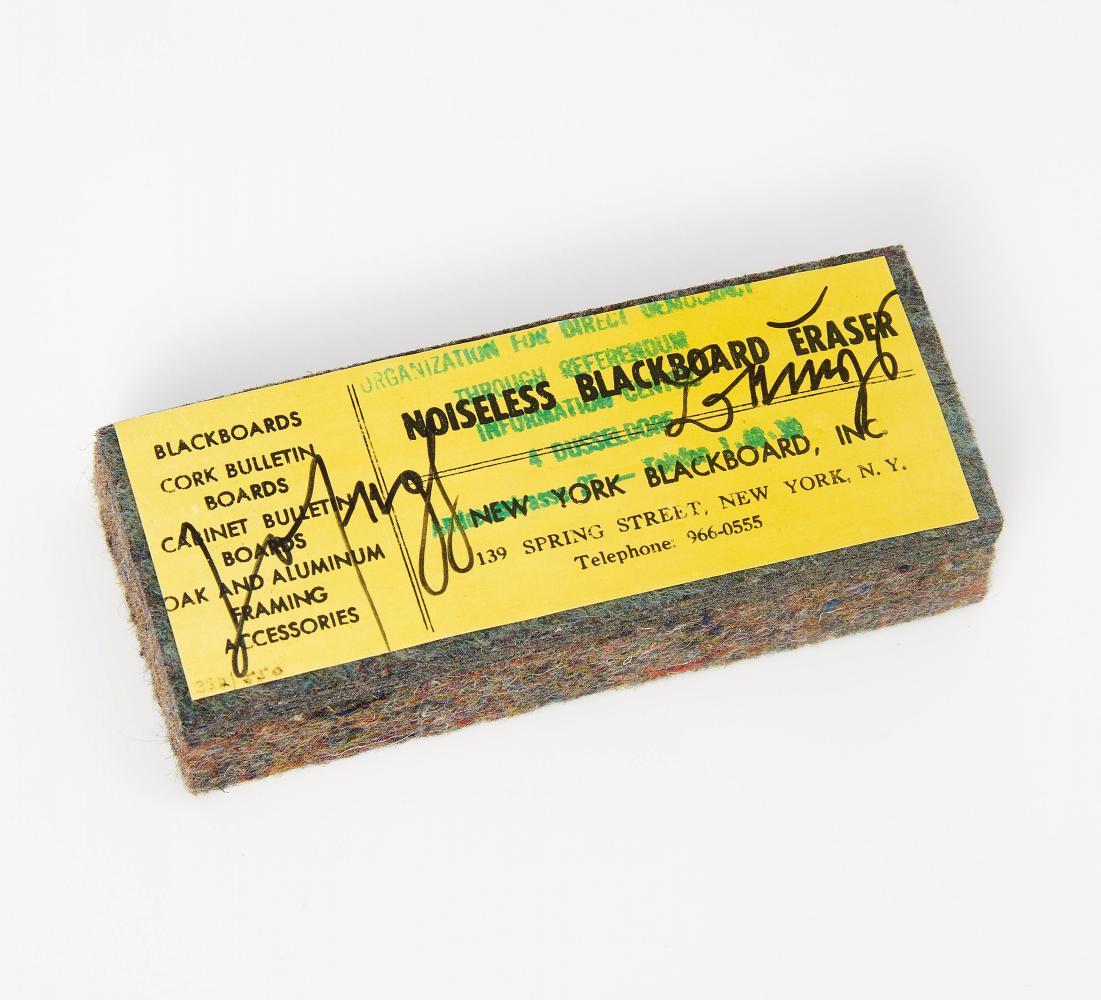 BLACKBOARDS
CORK BULLETIN
BOARDS
CABINET BULLETIN
BOARDS
OAK AND ALUMINUM
FRAMING
ACCESSORIES
ORGANIZATION FOR DIRECT DEMOCRACY
THROUGH REFERENDUM
NOISELESS BLACKBOARD ERASER
INFORMATION
4 DUSSELDORF
NEW YORK BLACKBOARD, INC.
139 SPRING STREET, NEW YORK, N. Y.
Telephone: 966-0555